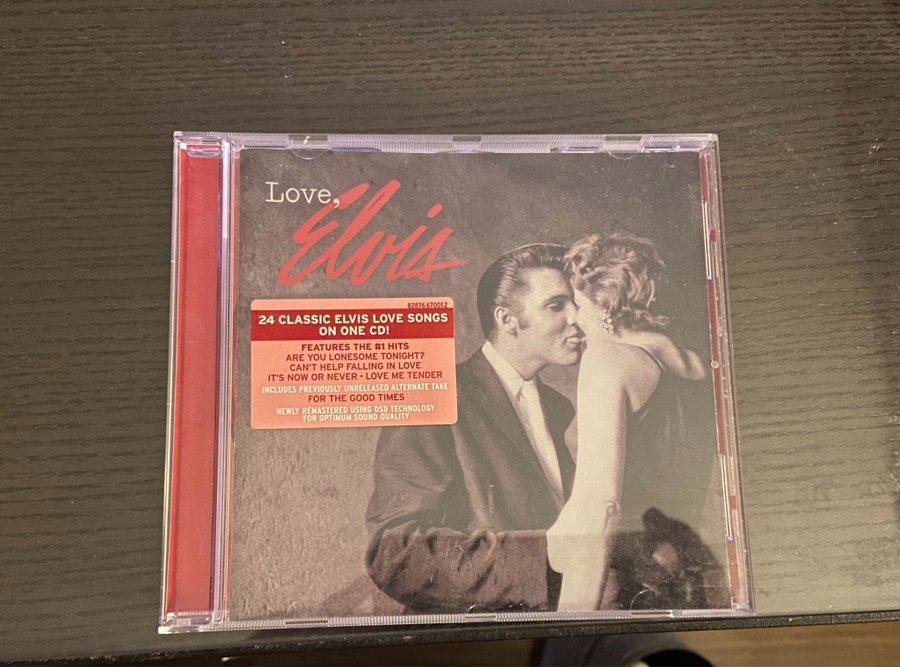 Love,
Elvis
82876 67001 2
24 CLASSIC ELVIS LOVE SONGS
ON ONE CD!
FEATURES THE #1 HITS
ARE YOU LONESOME TONIGHT?
CAN'T HELP FALLING IN LOVE
IT'S NOW OR NEVER • LOVE ME TENDER
INCLUDES PREVIOUSLY UNRELEASED ALTERNATE TAKE
FOR THE GOOD TIMES
NEWLY REMASTERED USING DSD TECHNOLOGY
FOR OPTIMUM SOUND QUALITY